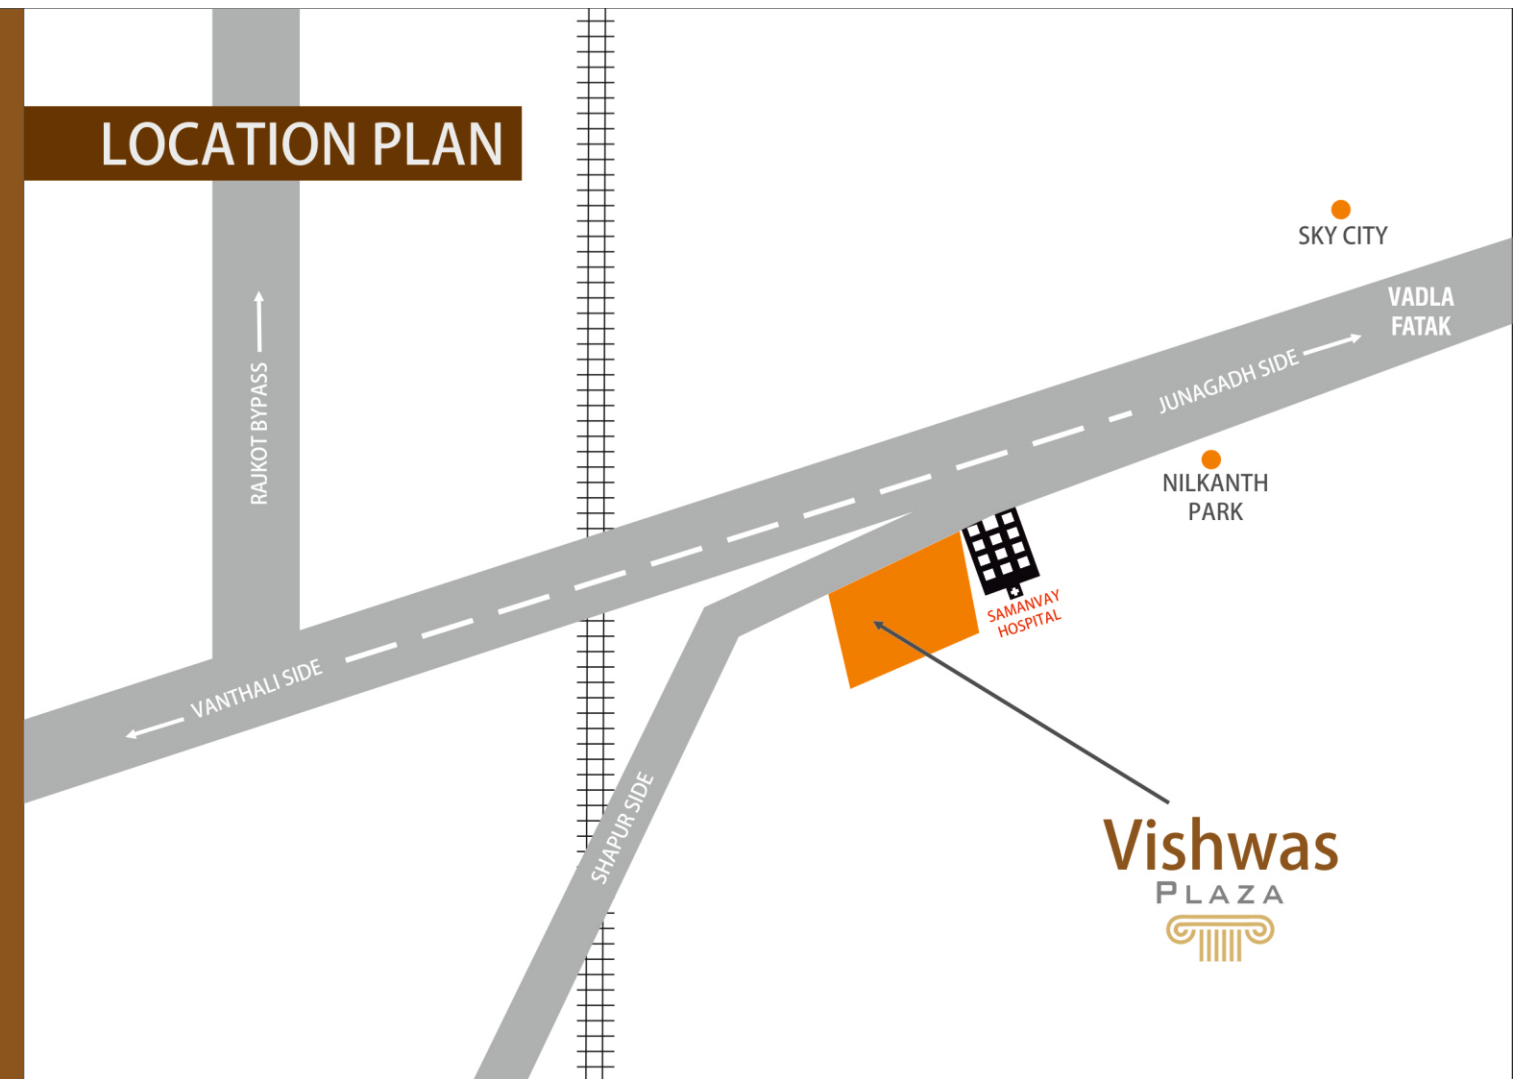 LOCATION PLAN
SKY CITY
VADLA
FATAK
JUNAGADH SIDE
RAJKOT BYPASS
NILKANTH
PARK
SAMANVAY
HOSPITAL
VANTHALI SIDE
SHAPUR SIDE
Vishwas
PLAZA